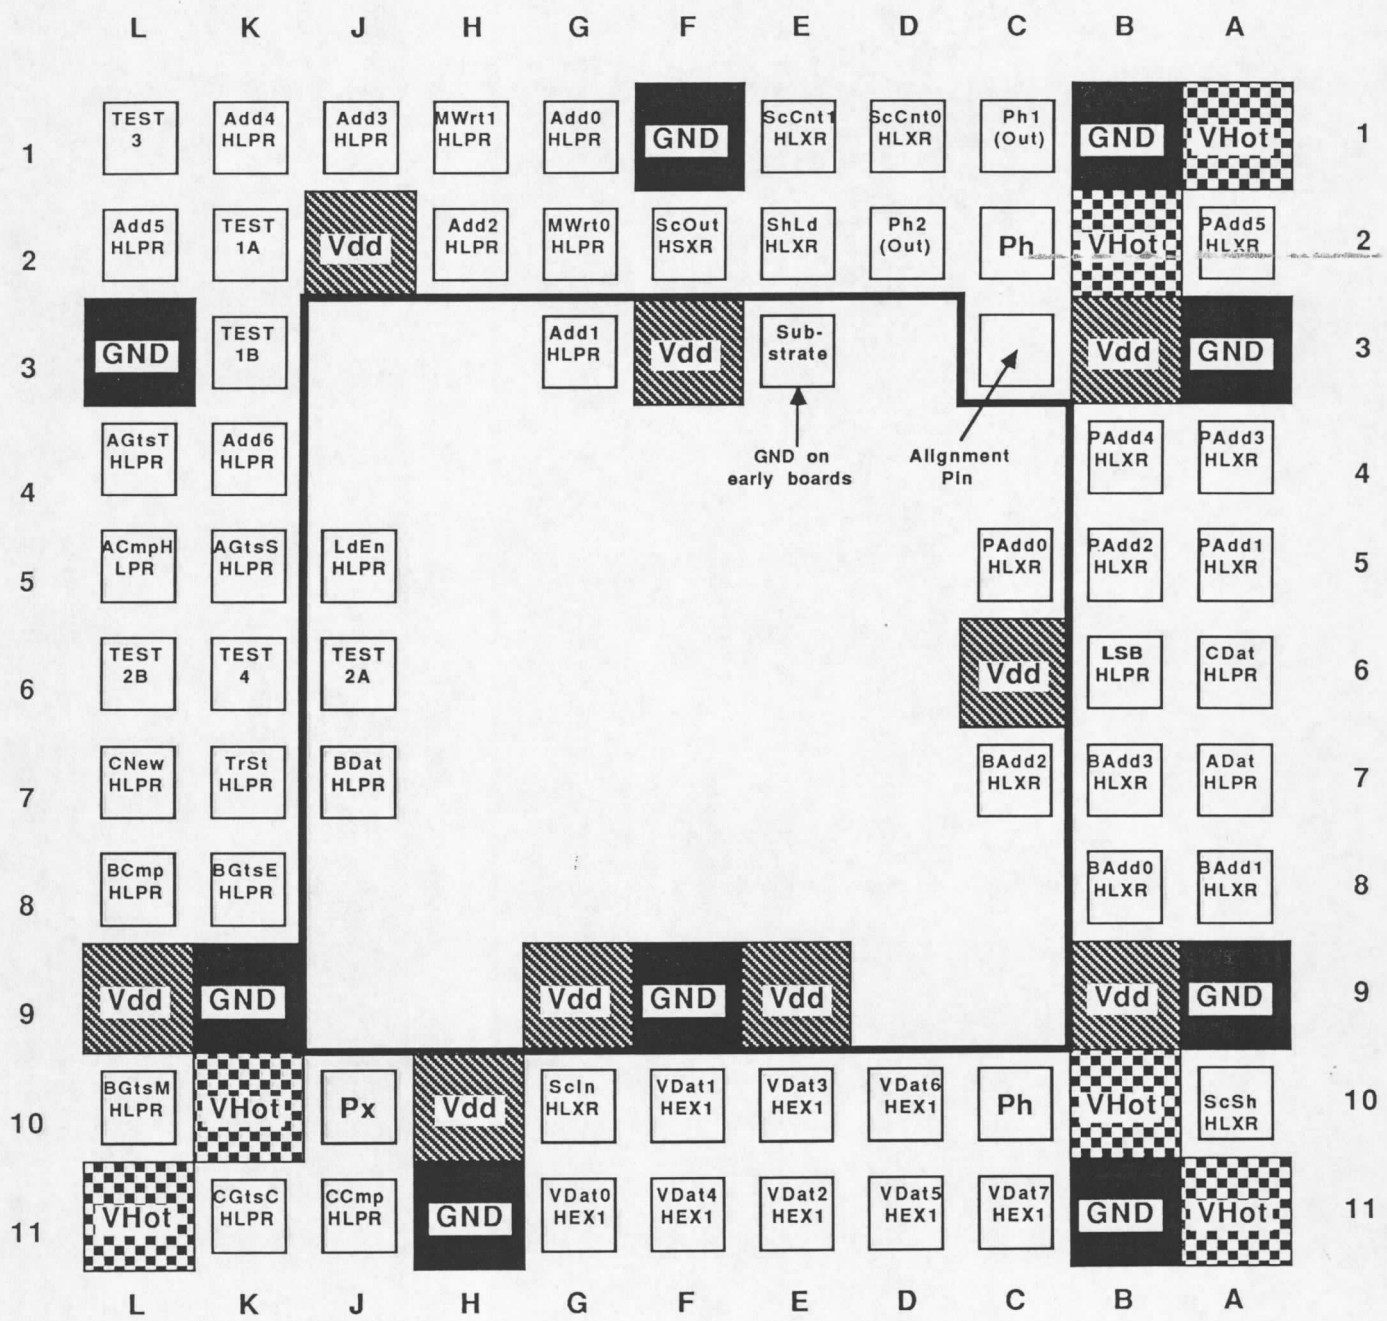 L K J H G F E D C B A
1 TEST Add4 Add3 MWrt1 Add0 GND ScCnt1 ScCnt0 Ph1 GND VHot 1
3 HLPR HLPR HLPR HLPR HLXR HLXR (Out)
2 Add5 TEST Vdd Add2 MWrt0 ScOut ShLd Ph2 Ph VHot PAdd5 2
HLPR 1A HLPR HLPR HSXR HLXR (Out) HLXR
3 GND TEST Add1 Vdd Sub- Vdd GND 3
1B HLPR strate
4 AGtsT Add6 GND on Alignment PAdd4 PAdd3 4
HLPR HLPR early boards Pin HLXR HLXR
5 ACmpH AGtsS LdEn PAdd0 PAdd2 PAdd1 5
LPR HLPR HLPR HLXR HLXR HLXR
6 TEST TEST TEST Vdd LSB CDat 6
2B 4 2A HLPR HLPR
7 CNew TrSt BDat BAdd2 BAdd3 ADat 7
HLPR HLPR HLPR HLXR HLXR HLPR
8 BCmp BGtsE BAdd0 BAdd1 8
HLPR HLPR HLXR HLXR
9 Vdd GND Vdd GND Vdd Vdd GND 9
10 BGtsM VHot Px Vdd ScIn VDat1 VDat3 VDat6 Ph VHot ScSh 10
HLPR HLXR HEX1 HEX1 HEX1 HLXR
11 VHot CGtsC CCmp GND VDat0 VDat4 VDat2 VDat5 VDat7 GND VHot 11
HLPR HLPR HEX1 HEX1 HEX1 HEX1 HEX1
L K J H G F E D C B A